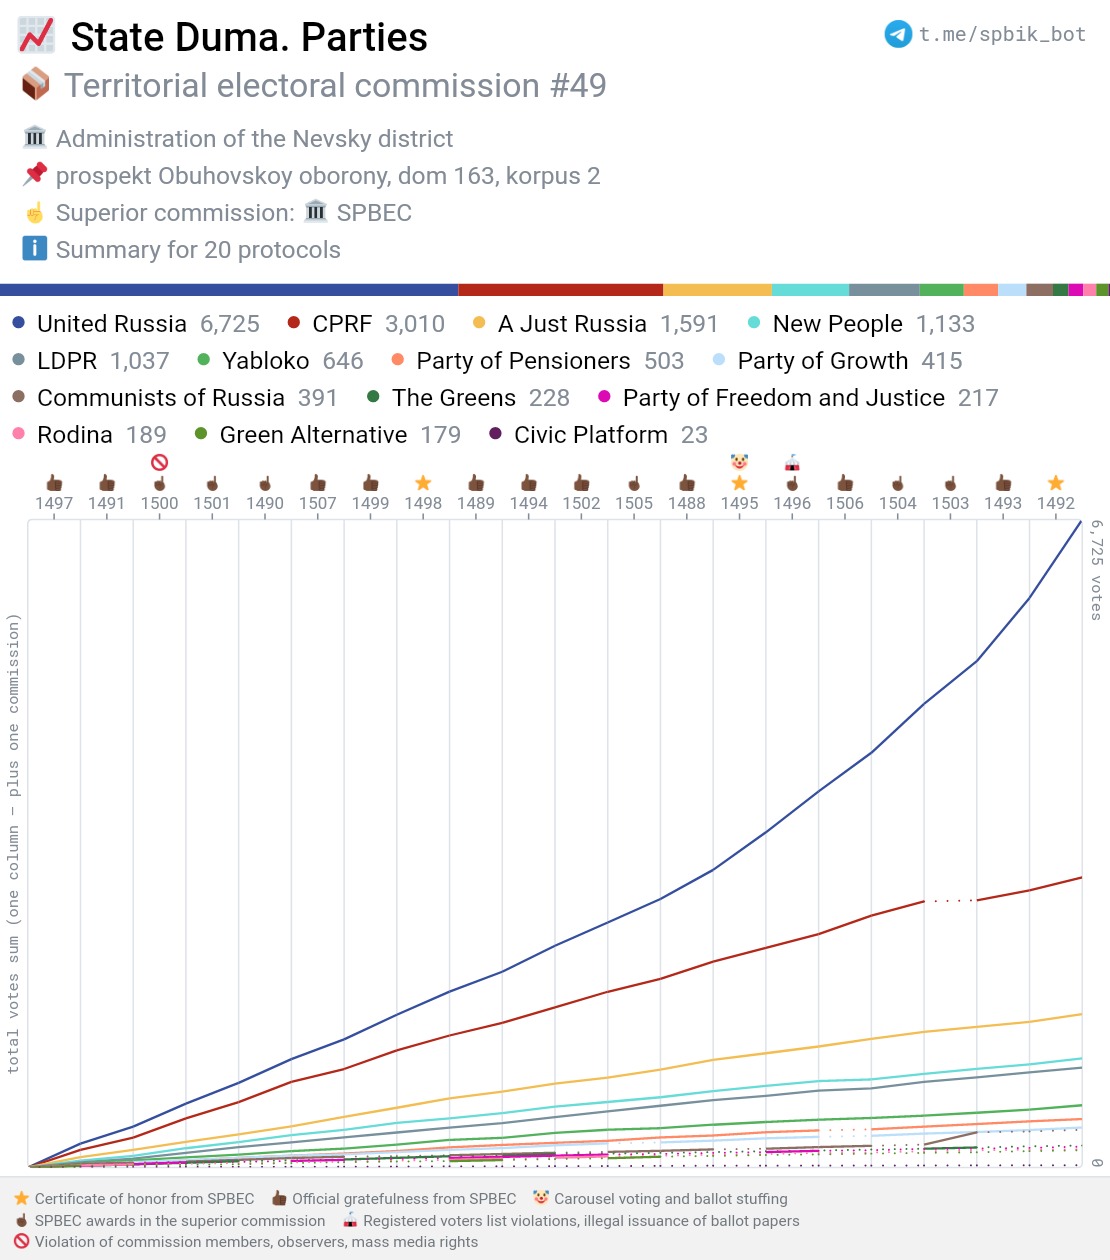 State Duma. Parties
t.me/spbik_bot
Territorial electoral commission #49
Administration of the Nevsky district
prospekt Obuhovskoy oborony, dom 163, korpus 2
Superior commission: SPBEC
Summary for 20 protocols
United Russia 6,725 CPRF 3,010 A Just Russia 1,591 New People 1,133
LDPR 1,037 Yabloko 646 Party of Pensioners 503 Party of Growth 415
Communists of Russia 391 The Greens 228 Party of Freedom and Justice 217
Rodina 189 Green Alternative 179 Civic Platform 23
1497 1491 1500 1501 1490 1507 1499 1498 1489 1494 1502 1505 1488 1495 1496 1506 1504 1503 1493 1492
6,725 votes
total votes sum (one column – plus one commission)
0
Certificate of honor from SPBEC Official gratefulness from SPBEC Carousel voting and ballot stuffing
SPBEC awards in the superior commission Registered voters list violations, illegal issuance of ballot papers
Violation of commission members, observers, mass media rights